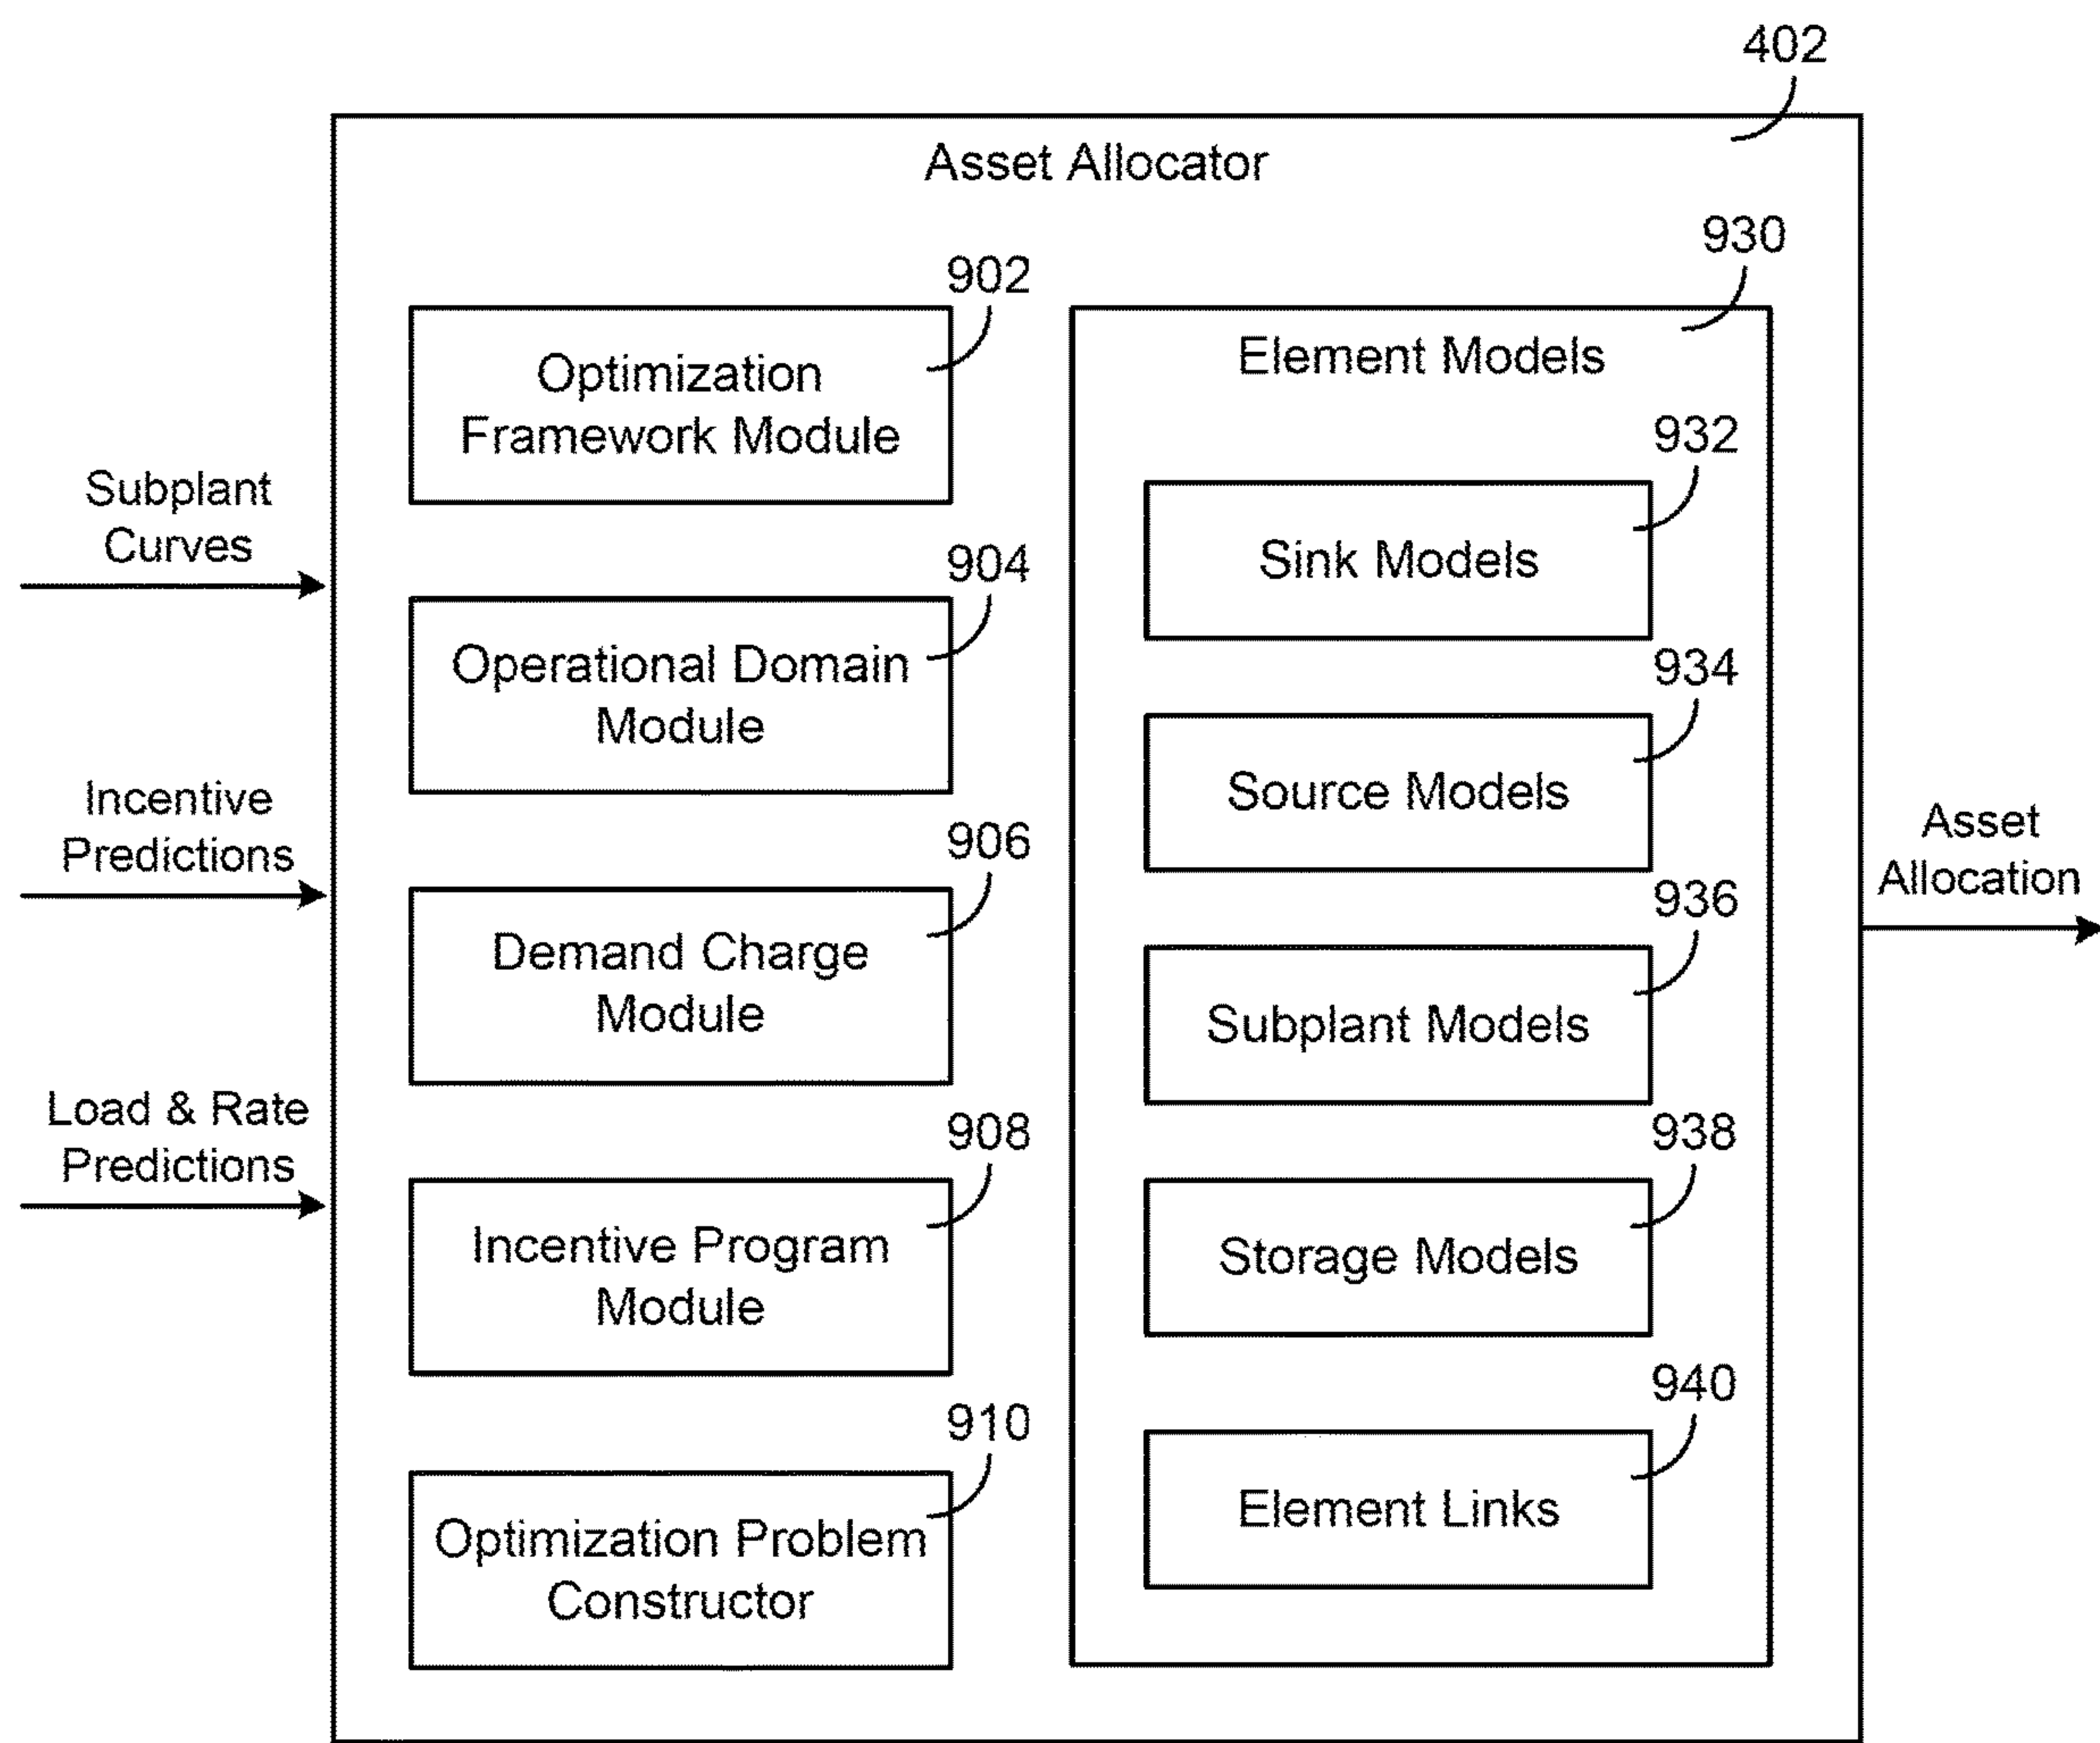 402
Asset Allocator
Subplant
Curves
Incentive
Predictions
Load & Rate
Predictions
902
Optimization
Framework Module
904
Operational Domain
Module
906
Demand Charge
Module
908
Incentive Program
Module
910
Optimization Problem
Constructor
930
Element Models
932
Sink Models
934
Source Models
936
Subplant Models
938
Storage Models
940
Element Links
Asset
Allocation